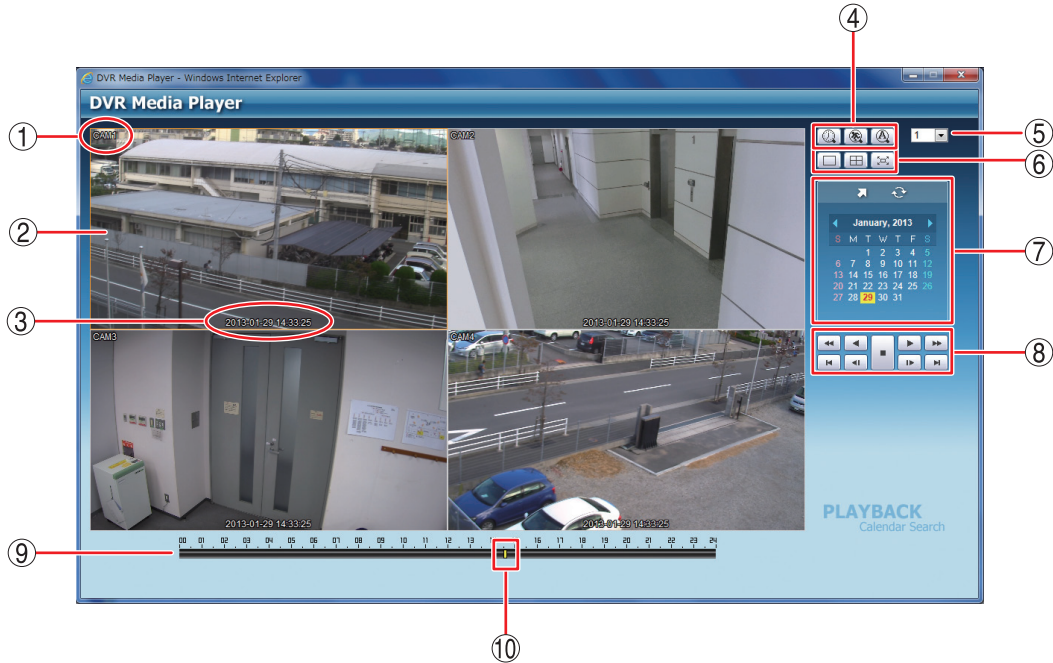 ④
DVR Media Player - Windows Internet Explorer
DVR Media Player
①
CAM1
CAM2
1
⑤
⑥
②
January, 2013
S M T W T F S
1 2 3 4 5
6 7 8 9 10 11 12
13 14 15 16 17 18 19
20 21 22 23 24 25 26
27 28 29 30 31
⑦
③
2013-01-29 14:33:25
2013-01-29 14:33:25
CAM3
CAM4
⑧
2013-01-29 14:33:25
2013-01-29 14:33:25
PLAYBACK
Calendar Search
⑨
00 01 02 03 04 05 06 07 08 09 10 11 12 13 16 17 18 19 20 21 22 23 24
⑩